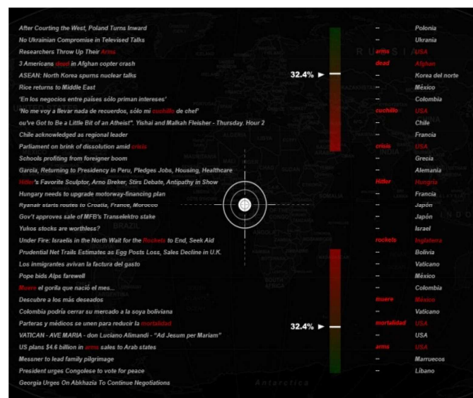 After Courting the West, Poland Turns Inward
No Ukranian Compromise in Televised Talks
Researchers Throw Up Their Arms
3 Americans dead in Afghan copter crash
ASEAN: North Korea spurns nuclear talks
Rice returns to Middle East
'En los negocios entre países sólo priman intereses'
'No me voy a llevar nada de recuerdos, sólo mi cuchillo de chef'
ou've Got to Be a Little Bit of an Atheist". Yishai and Malkah Fleisher - Thursday. Hour 2
Chile acknowledged as regional leader
Parliament on brink of dissolution amid crisis
Schools profiting from foreigner boom
García, Returning to Presidency in Peru, Pledges Jobs, Housing, Healthcare
Hitler's Favorite Sculptor, Arno Breker, Stirs Debate, Antipathy in Show
Hungary needs to upgrade motorway-financing plan
Ryanair starts routes to Croatia, France, Morocco
Gov't approves sale of MFB's Transelektro stake
Yukos stocks are worthless?
Under Fire: Israelia in the North Wait for the Rockets to End, Seek Aid
Prudential Net Trails Estimates as Egg Posts Loss, Sales Decline in U.K.
Los inmigrantes avivan la factura del gasto
Pope bids Alps farewell
Muere el gorila que nació el mes...
Descubre a los más deseados
Colombia podría cerrar su mercado a la soya boliviana
Parteras y médicos se unen para reducir la mortalidad
VATICAN - AVE MARIA - don Luciano Alimandi - "Ad Jesum per Mariam"
US plans $4.6 billion in arms sales to Arab states
Messner to lead family pilgrimage
President urges Congolese to vote for peace
Georgia Urges On Abkhazia To Continue Negotiations
32.4%
32.4%
RUSSIA
BRAZIL
Antarctica
– Polonia
– Ukrania
arms USA
dead Afghan
– Korea del norte
– México
– Colombia
cuchillo USA
– Chile
– Francia
crisis USA
– Grecia
– Alemania
Hitler Hungría
– Francia
– Japón
– Japón
– Israel
rockets Inglaterra
– Bolivia
– Vaticano
– México
– Colombia
muere México
– Vaticano
mortalidad USA
– USA
arms USA
– Marruecos
– Líbano